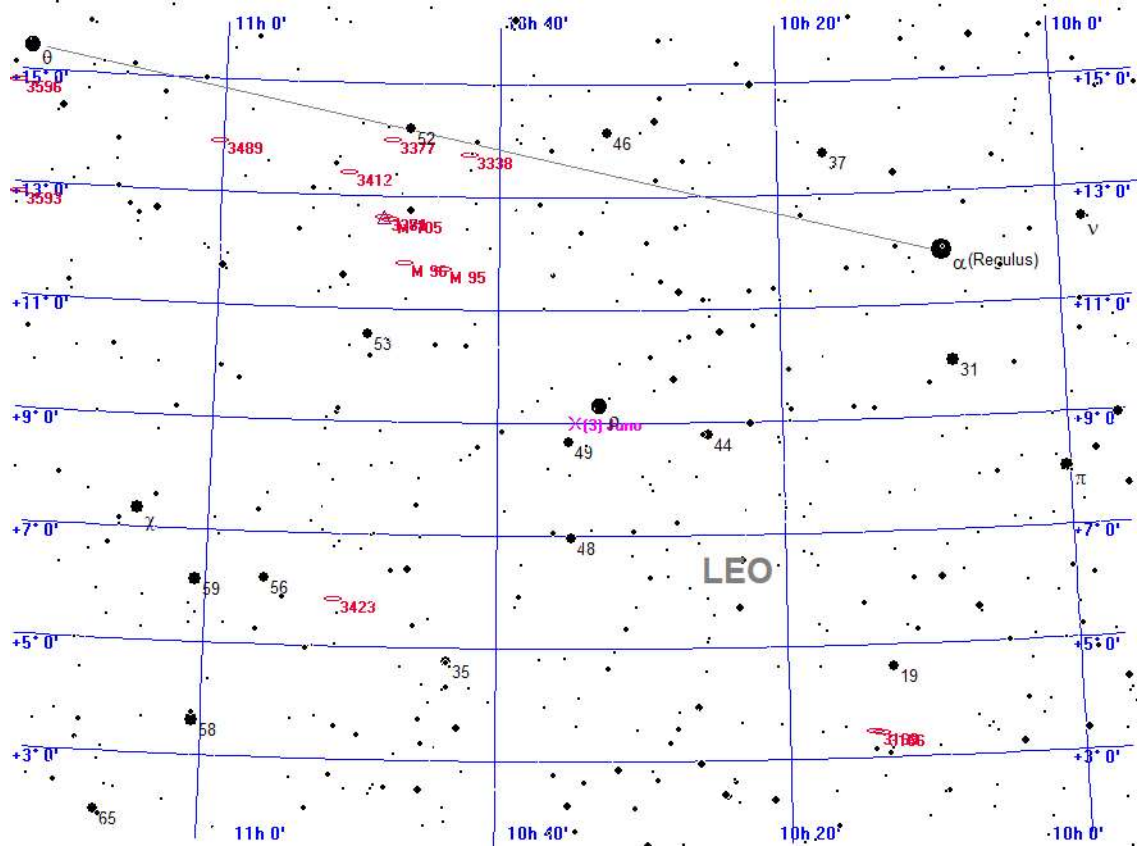 11h 0'
10h 40'
10h 20'
10h 0'
θ
+15° 0'
+15° 0'
3596
52
46
3489
3377
3338
37
3412
+13° 0'
+13° 0'
3593
M 105
ν
α (Regulus)
M 96
M 95
+11° 0'
+11° 0'
53
31
+9° 0'
+9° 0'
(3) Juno
ρ
49
44
π
χ
+7° 0'
+7° 0'
48
LEO
59
56
3423
+5° 0'
+5° 0'
35
19
58
+3° 0'
+3° 0'
65
11h 0'
10h 40'
10h 20'
10h 0'